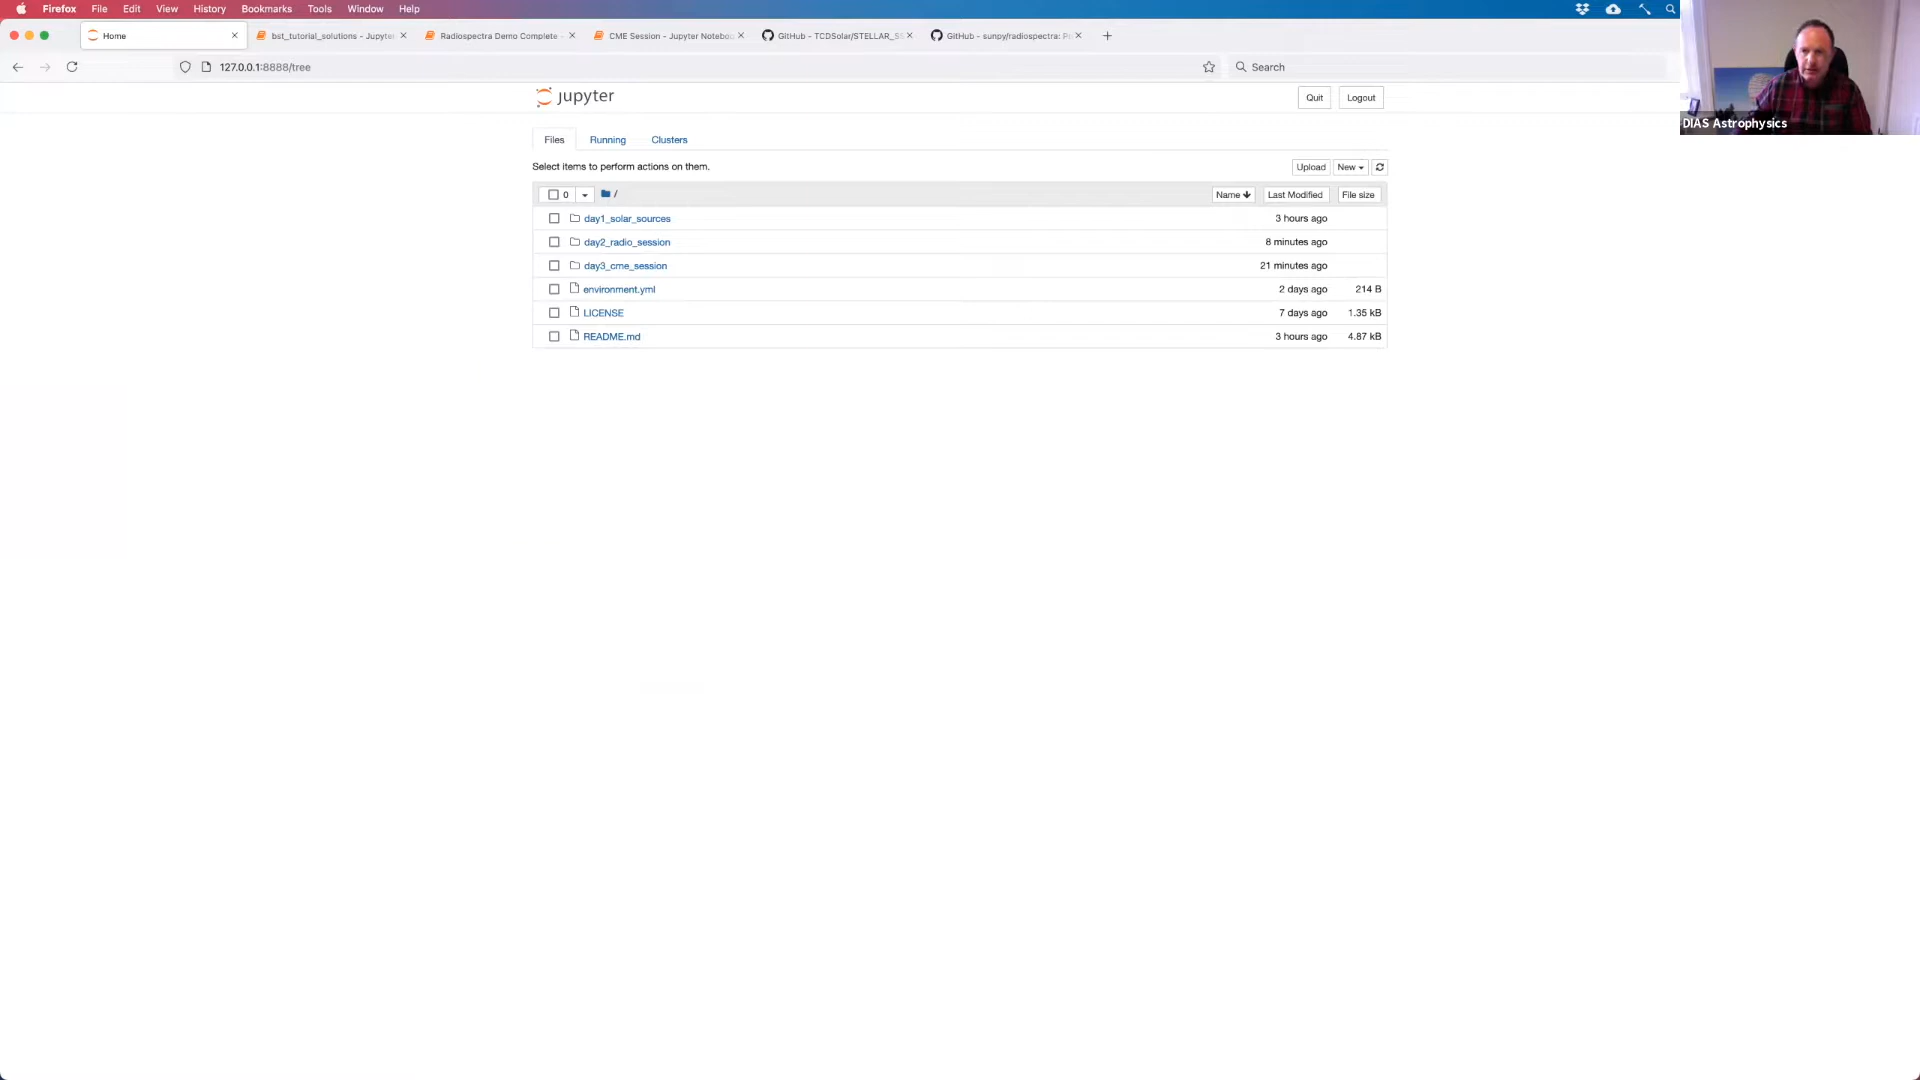 Firefox File Edit View History Bookmarks Tools Window Help
Home
bst_tutorial_solutions - Jupyter
Radiospectra Demo Complete -
CME Session - Jupyter Notebo
GitHub - TCDSolar/STELLAR_SS
GitHub - sunpy/radiospectra: P
127.0.0.1:8888/tree
Search
DIAS Astrophysics
jupyter
Quit
Logout
Files
Running
Clusters
Select items to perform actions on them.
Upload
New
0
/
Name
Last Modified
File size
day1_solar_sources 3 hours ago
day2_radio_session 8 minutes ago
day3_cme_session 21 minutes ago
environment.yml 2 days ago 214 B
LICENSE 7 days ago 1.35 kB
README.md 3 hours ago 4.87 kB